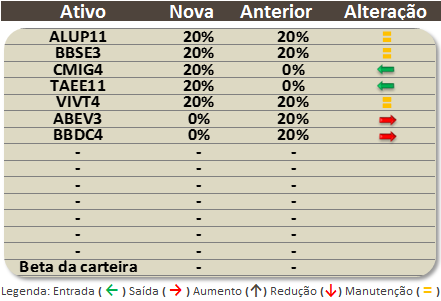 Ativo Nova Anterior Alteração
ALUP11 20% 20% =
BBSE3 20% 20% =
CMIG4 20% 0% ←
TAEE11 20% 0% ←
VIVT4 20% 20% =
ABEV3 0% 20% →
BBDC4 0% 20% →
- - -
- - -
- - -
- - -
- - -
- - -
- - -
Beta da carteira - -
Legenda: Entrada ( ← ) Saída ( → ) Aumento ( ↑ ) Redução ( ↓ ) Manutenção ( = )